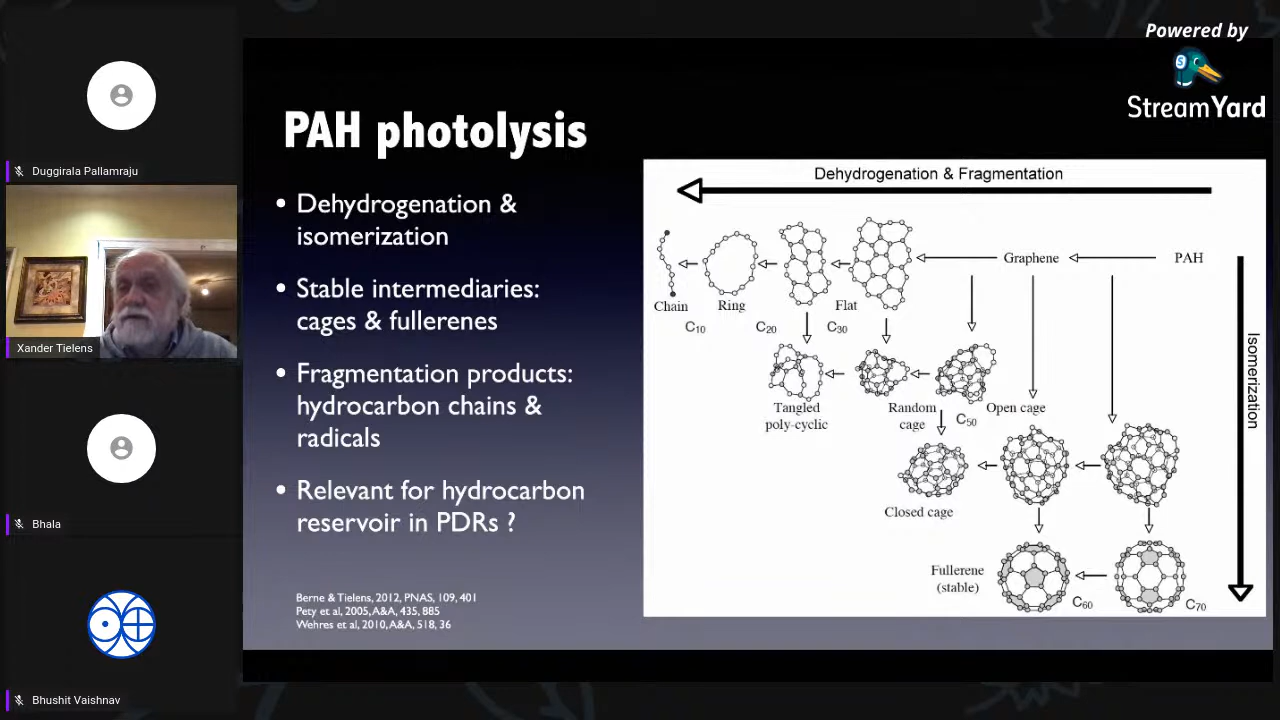 Powered by
StreamYard
Duggirala Pallamraju
Xander Tielens
Bhala
Bhushit Vaishnav
PAH photolysis
• Dehydrogenation &
isomerization
• Stable intermediaries:
cages & fullerenes
• Fragmentation products:
hydrocarbon chains &
radicals
• Relevant for hydrocarbon
reservoir in PDRs ?
Berne & Tielens, 2012, PNAS, 109, 401
Pety et al, 2005, A&A, 435, 885
Wehres et al, 2010, A&A, 518, 36
Dehydrogenation & Fragmentation
Graphene
PAH
Chain
Ring
Flat
C10
C20
C30
Isomerization
Tangled
poly-cyclic
Random
cage
C50
Open cage
Closed cage
Fullerene
(stable)
C60
C70